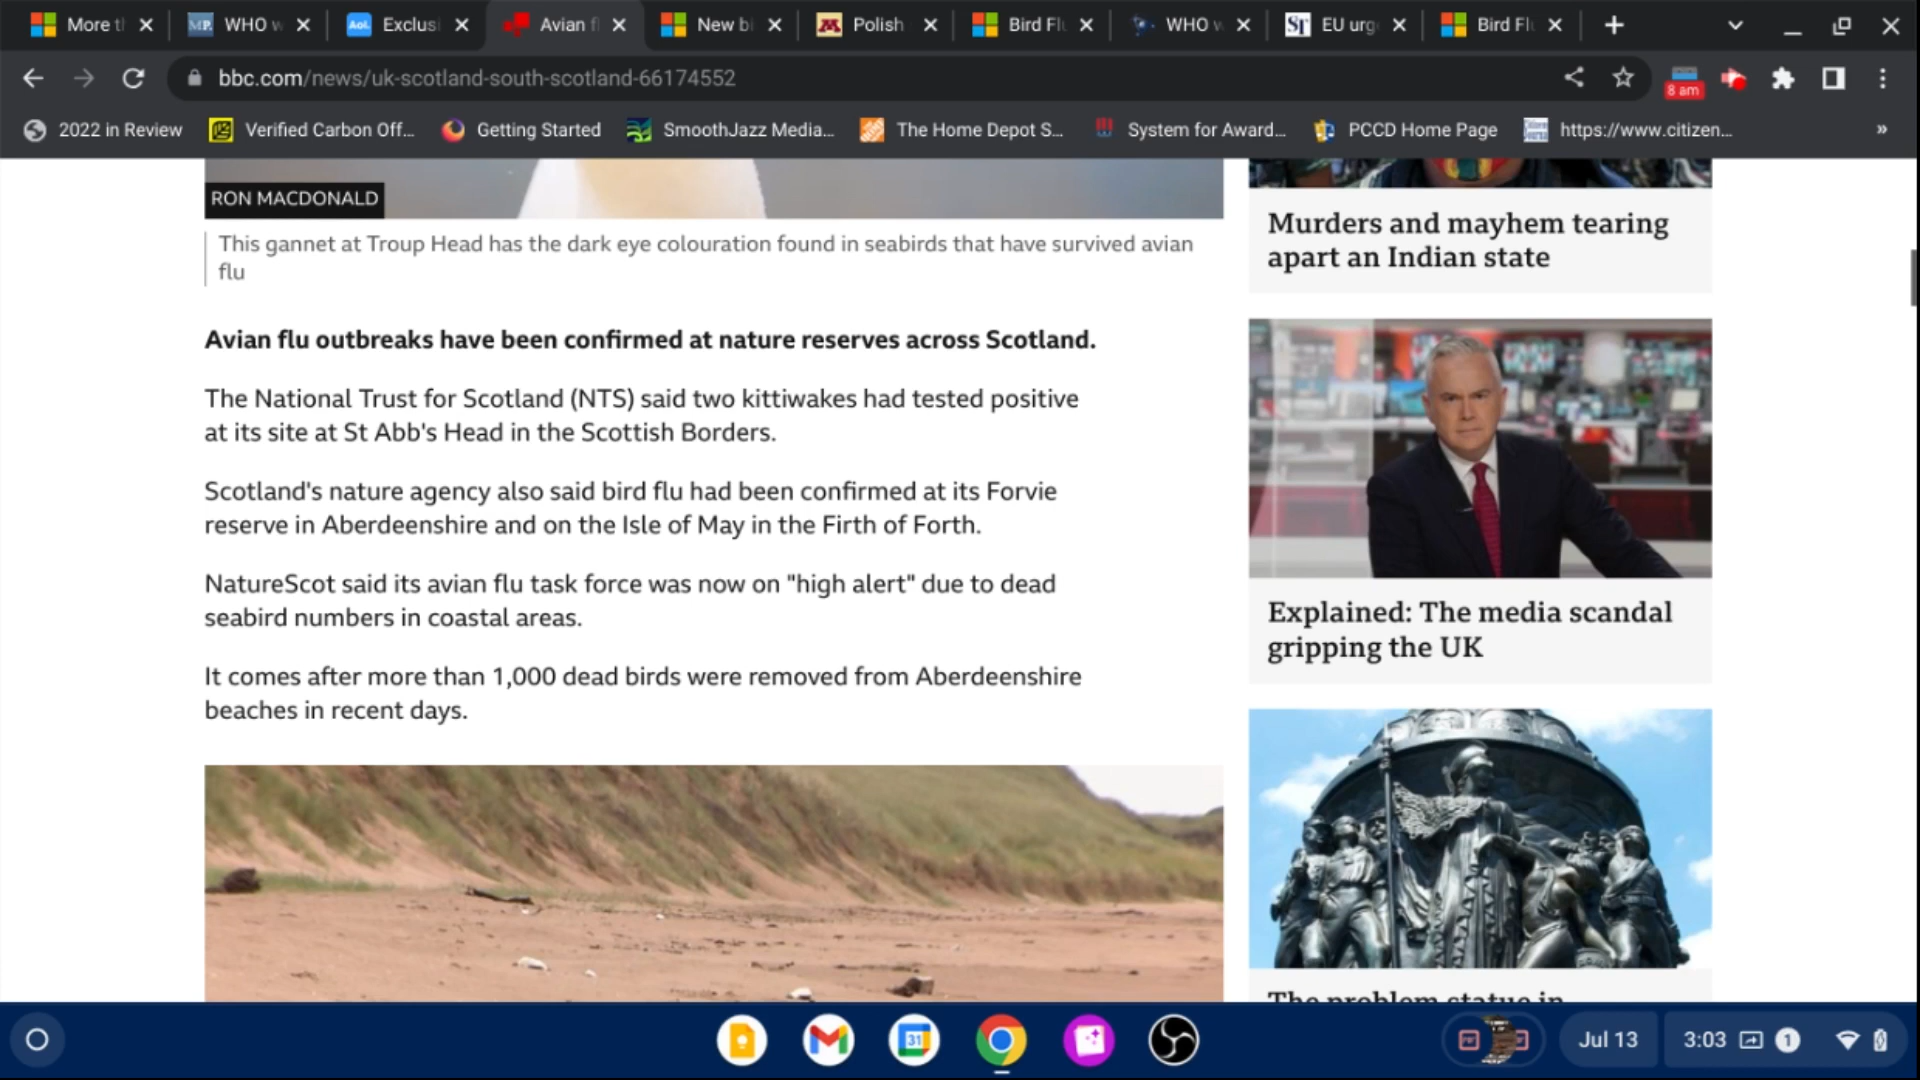 More t
WHO w
AoL.
Exclusi
Avian f
New bi
Polish
Bird Fl
WHO w
EU urg
Bird Fl
bbc.com/news/uk-scotland-south-scotland-66174552
8 am
2022 in Review
Verified Carbon Off...
Getting Started
SmoothJazz Media...
The Home Depot S...
System for Award...
PCCD Home Page
https://www.citizen...
RON MACDONALD
This gannet at Troup Head has the dark eye colouration found in seabirds that have survived avian
flu
Avian flu outbreaks have been confirmed at nature reserves across Scotland.
The National Trust for Scotland (NTS) said two kittiwakes had tested positive
at its site at St Abb's Head in the Scottish Borders.
Scotland's nature agency also said bird flu had been confirmed at its Forvie
reserve in Aberdeenshire and on the Isle of May in the Firth of Forth.
NatureScot said its avian flu task force was now on "high alert" due to dead
seabird numbers in coastal areas.
It comes after more than 1,000 dead birds were removed from Aberdeenshire
beaches in recent days.
Murders and mayhem tearing
apart an Indian state
Explained: The media scandal
gripping the UK
The problem statue in
31
Jul 13
3:03
1